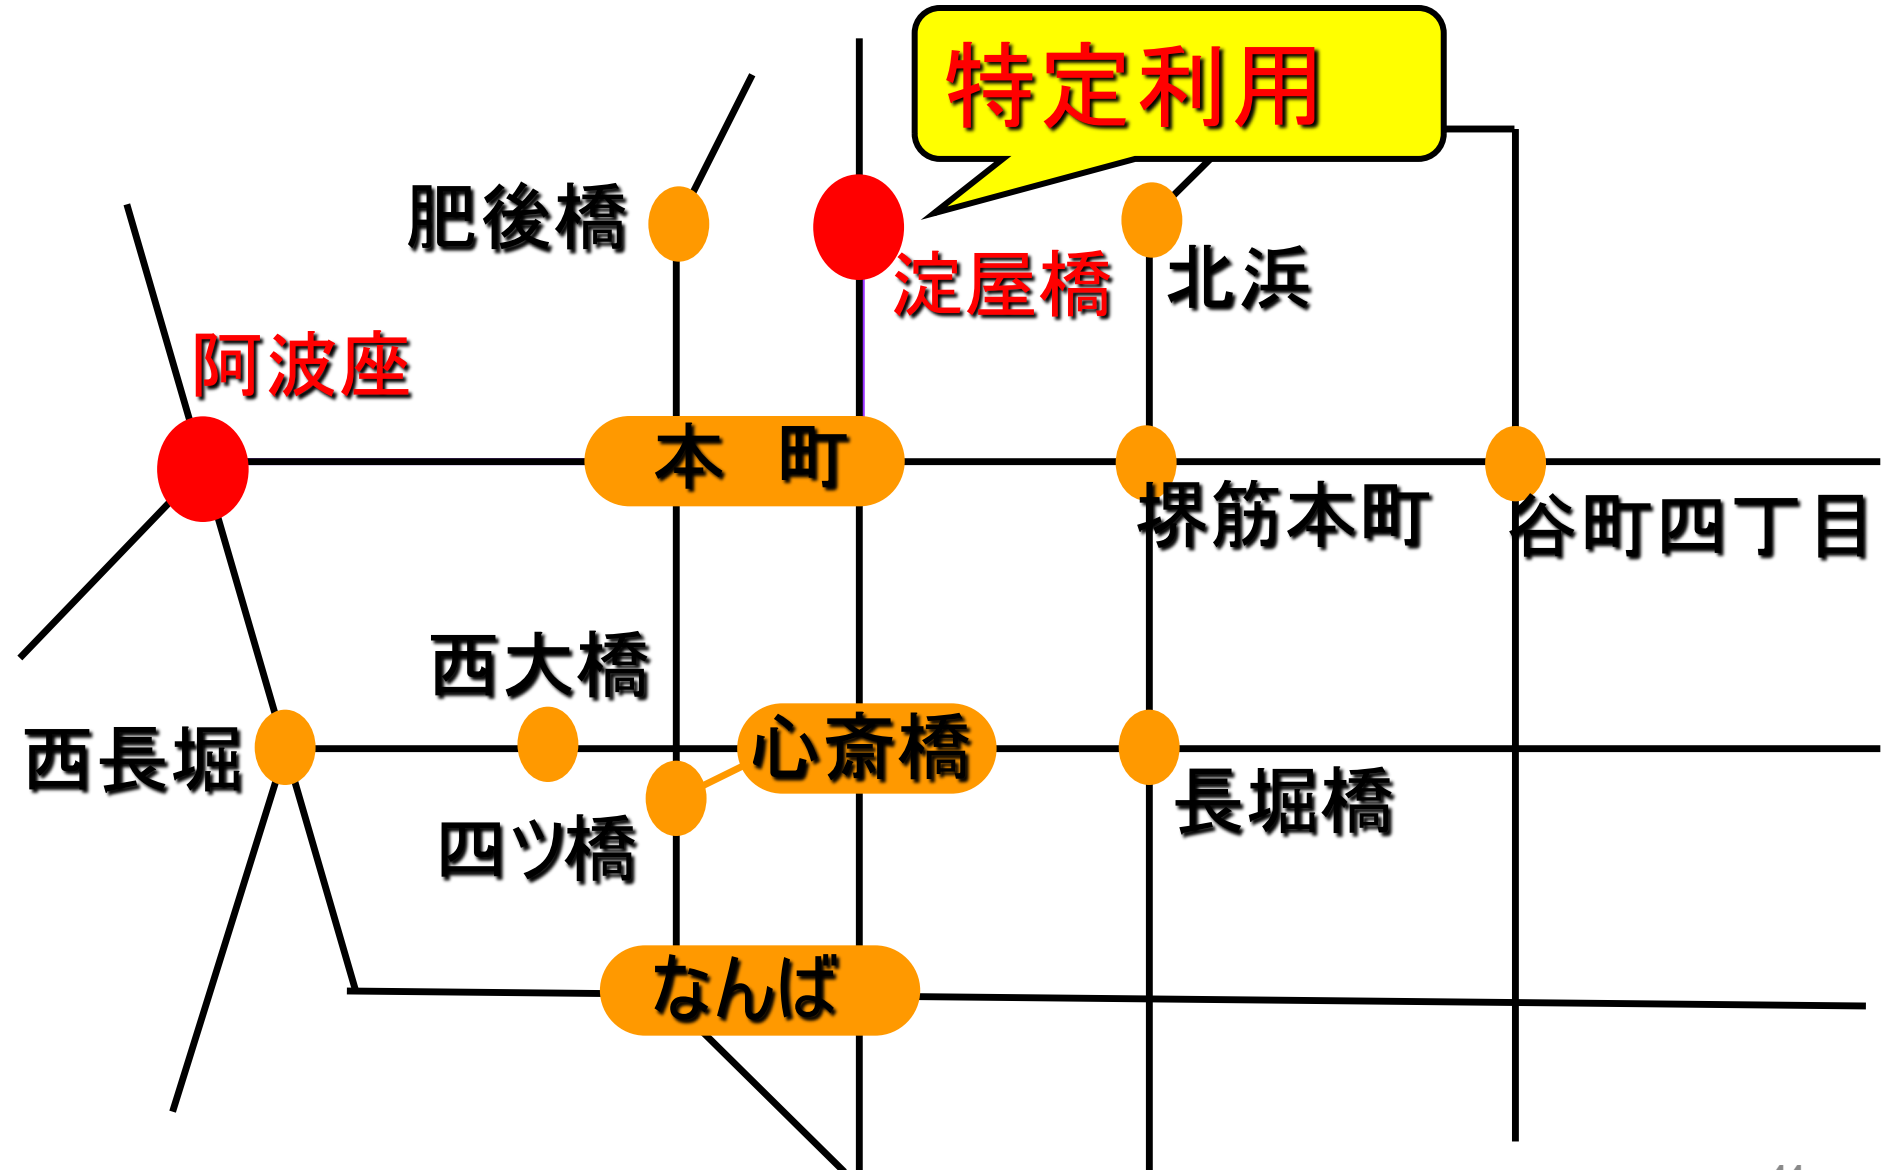 特定利用
肥後橋
淀屋橋
北浜
阿波座
本　町
堺筋本町
谷町四丁目
西大橋
西長堀
心斎橋
長堀橋
四ツ橋
なんば